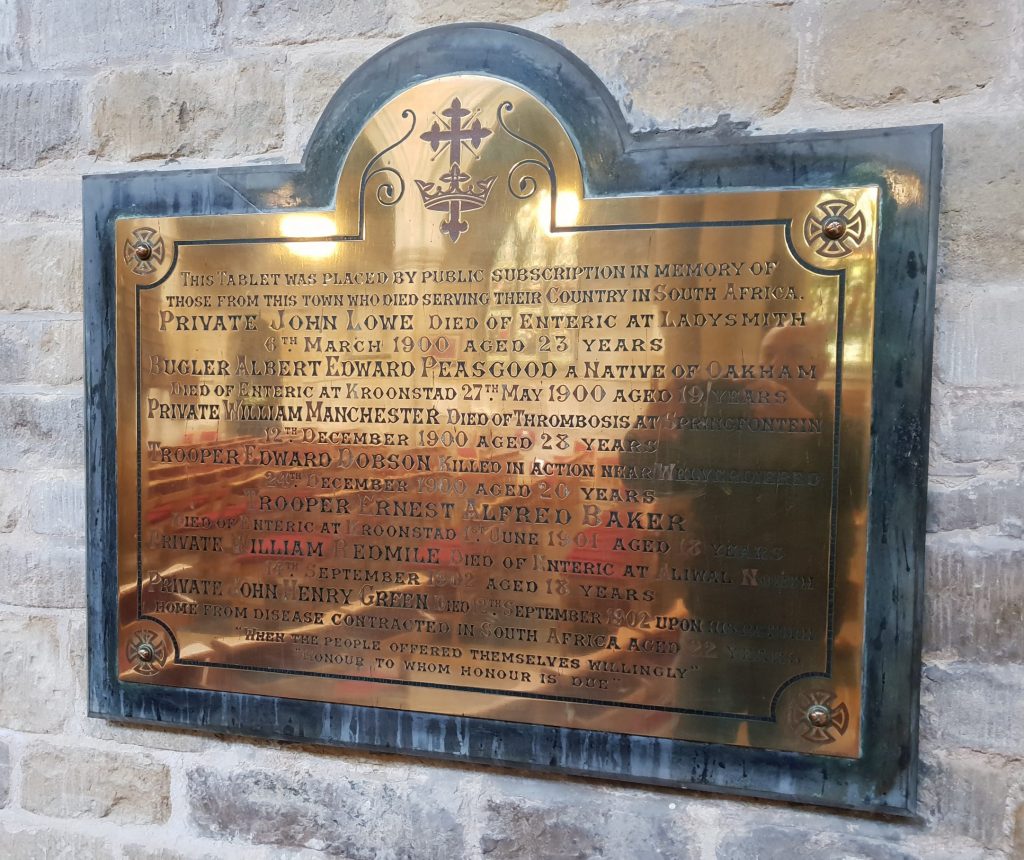 THIS TABLET WAS PLACED BY PUBLIC SUBSCRIPTION IN MEMORY OF
THOSE FROM THIS TOWN WHO DIED SERVING THEIR COUNTRY IN SOUTH AFRICA.
PRIVATE JOHN LOWE DIED OF ENTERIC AT LADYSMITH
6TH MARCH 1900 AGED 23 YEARS
BUGLER ALBERT EDWARD PEASGOOD A NATIVE OF OAKHAM
DIED OF ENTERIC AT KROONSTAD 27TH MAY 1900 AGED 19 YEARS
PRIVATE WILLIAM MANCHESTER DIED OF THROMBOSIS AT SPRINGFONTEIN
12TH DECEMBER 1900 AGED 28 YEARS
TROOPER EDWARD DOBSON KILLED IN ACTION NEAR
24TH DECEMBER 1900 AGED 20 YEARS
TROOPER ERNEST ALFRED BAKER
DIED OF ENTERIC AT KROONSTAD 1ST JUNE 1901 AGED 18 YEARS
PRIVATE WILLIAM REDMILE DIED OF ENTERIC AT ALIWAL NORTH
SEPTEMBER 1902 AGED 18 YEARS
PRIVATE JOHN HENRY GREEN DIED SEPTEMBER 1902 UPON
HOME FROM DISEASE CONTRACTED IN SOUTH AFRICA AGED 22 YEARS
"WHEN THE PEOPLE OFFERED THEMSELVES WILLINGLY"
"HONOUR TO WHOM HONOUR IS DUE"